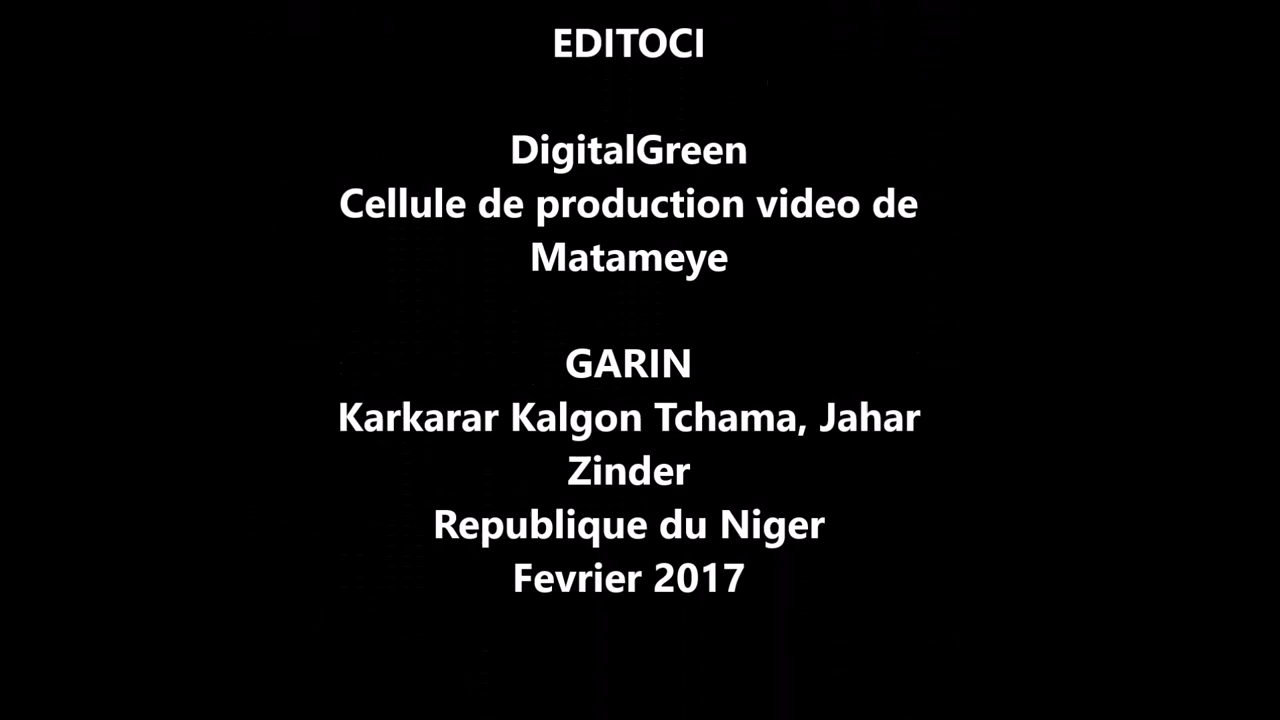 EDITOCI
DigitalGreen
Cellule de production video de
Matameye
GARIN
Karkarar Kalgon Tchama, Jahar
Zinder
Republique du Niger
Fevrier 2017